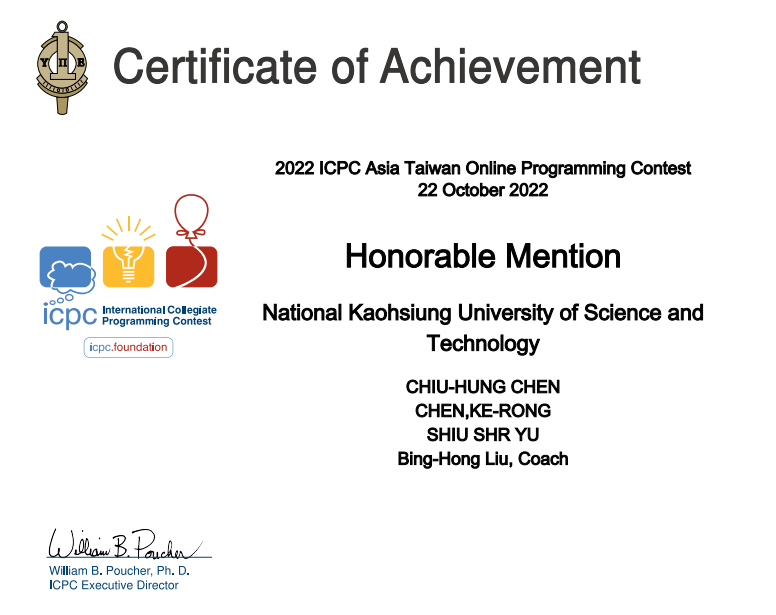 Certificate of Achievement
Υ Π Ε
2022 ICPC Asia Taiwan Online Programming Contest
22 October 2022
Honorable Mention
icpc International Collegiate
Programming Contest
icpc.foundation
National Kaohsiung University of Science and
Technology
CHIU-HUNG CHEN
CHEN,KE-RONG
SHIU SHR YU
Bing-Hong Liu, Coach
William B. Poucher
William B. Poucher, Ph. D.
ICPC Executive Director